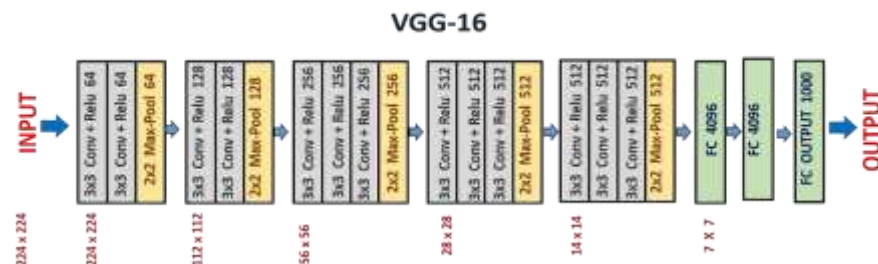 VGG-16
INPUT
3x3 Conv + Relu 64
3x3 Conv + Relu 64
2x2 Max-Pool 64
3x3 Conv + Relu 128
3x3 Conv + Relu 128
2x2 Max-Pool 128
3x3 Conv + Relu 256
3x3 Conv + Relu 256
3x3 Conv + Relu 256
2x2 Max-Pool 256
3x3 Conv + Relu 512
3x3 Conv + Relu 512
3x3 Conv + Relu 512
2x2 Max-Pool 512
3x3 Conv + Relu 512
3x3 Conv + Relu 512
3x3 Conv + Relu 512
2x2 Max-Pool 512
FC 4096
FC 4096
FC OUTPUT 1000
OUTPUT
224 x 224
224 x 224
112 x 112
56 x 56
28 x 28
14 x 14
7 X 7